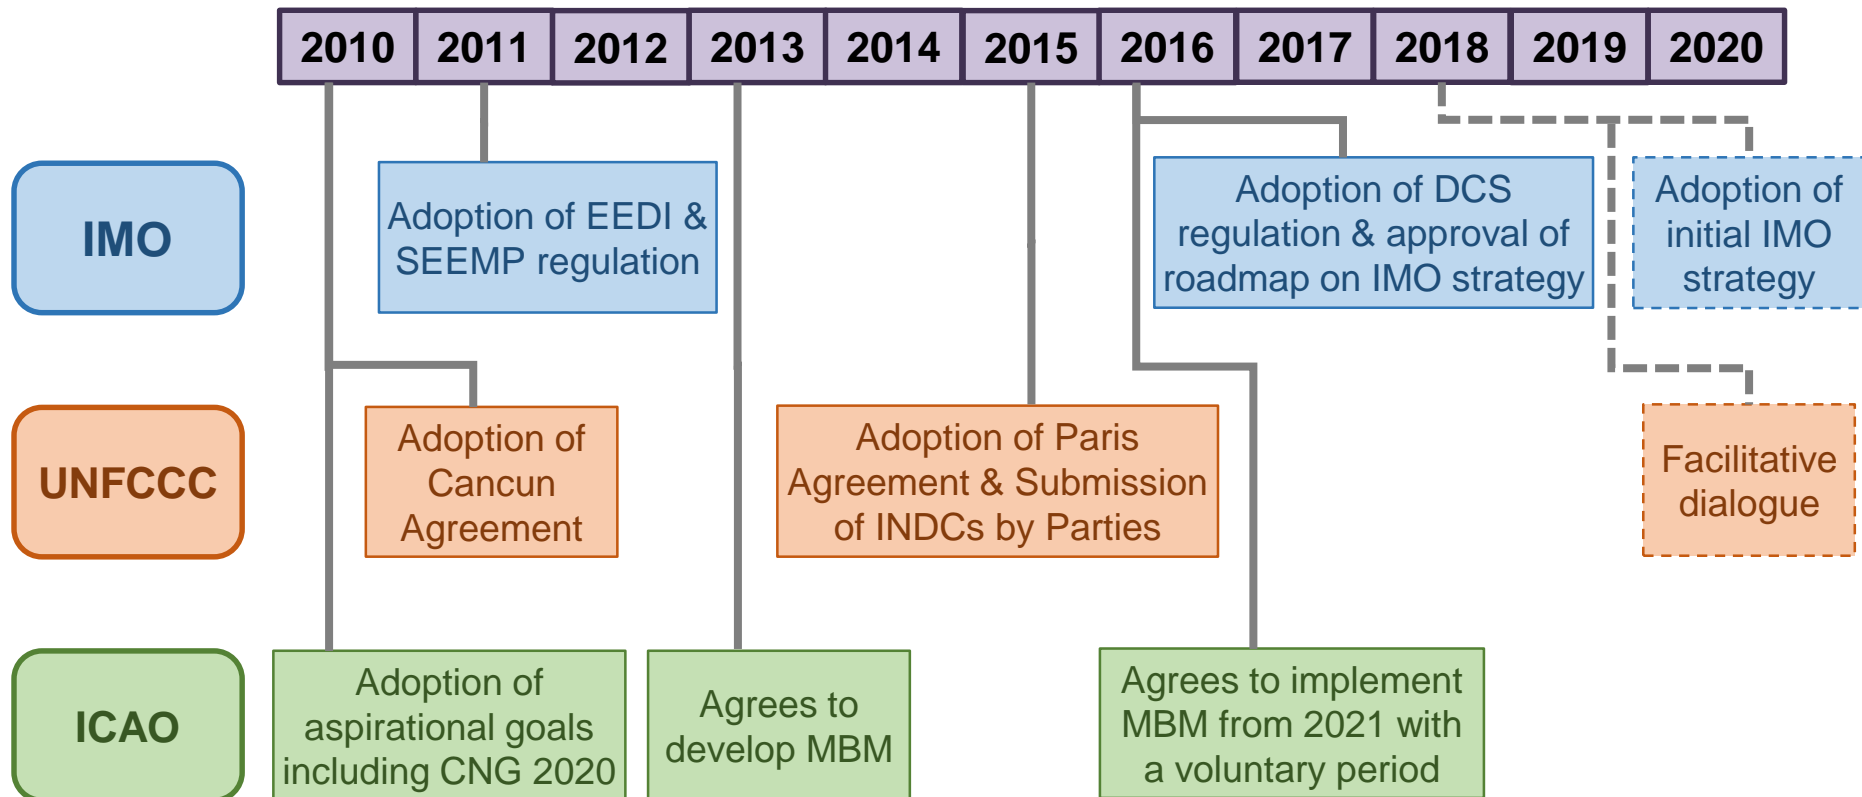 2010 2011 2012 2013 2014 2015 2016 2017 2018 2019 2020
IMO
Adoption of EEDI &
SEEMP regulation
Adoption of DCS
regulation & approval of
roadmap on IMO strategy
Adoption of
initial IMO
strategy
UNFCCC
Adoption of
Cancun
Agreement
Adoption of Paris
Agreement & Submission
of INDCs by Parties
Facilitative
dialogue
ICAO
Adoption of
aspirational goals
including CNG 2020
Agrees to
develop MBM
Agrees to implement
MBM from 2021 with
a voluntary period